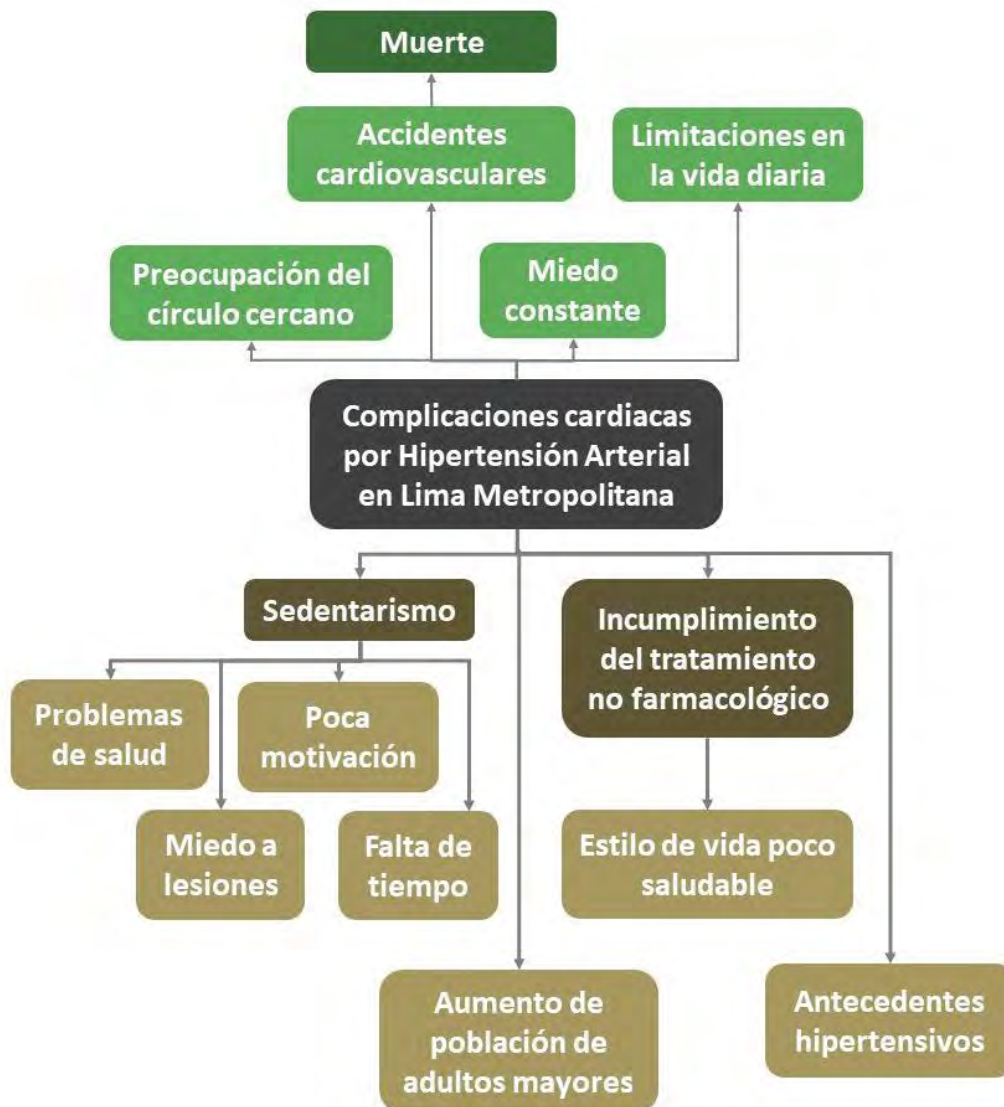 Muerte
Accidentes
cardiovasculares
Limitaciones en
la vida diaria
Preocupación del
círculo cercano
Miedo
constante
Complicaciones cardiacas
por Hipertensión Arterial
en Lima Metropolitana
Sedentarismo
Incumplimiento
del tratamiento
no farmacológico
Problemas
de salud
Poca
motivación
Miedo a
lesiones
Falta de
tiempo
Estilo de vida poco
saludable
Aumento de
población de
adultos mayores
Antecedentes
hipertensivos